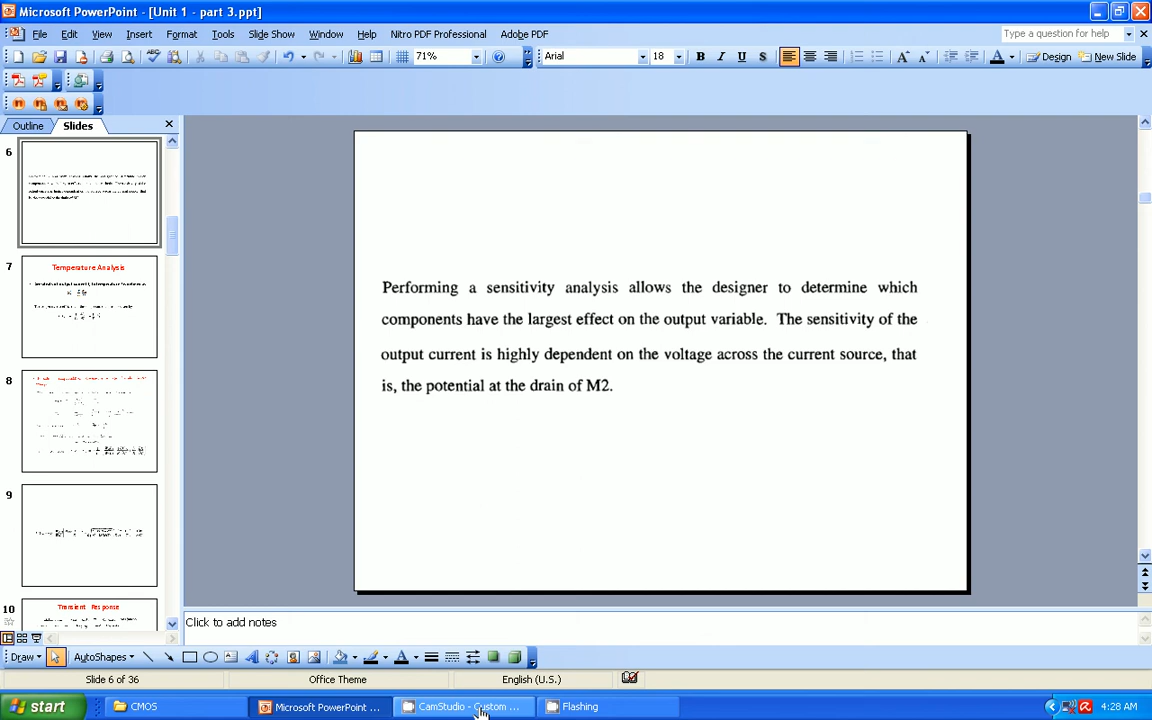 Microsoft PowerPoint - [Unit 1 - part 3.ppt]
File Edit View Insert Format Tools Slide Show Window Help Nitro PDF Professional Adobe PDF
Type a question for help
71%
Arial
18
B I U S
Design
New Slide
Outline
Slides
6
7
Temperature Analysis
8
9
10
Transient Response
Performing a sensitivity analysis allows the designer to determine which
components have the largest effect on the output variable. The sensitivity of the
output current is highly dependent on the voltage across the current source, that
is, the potential at the drain of M2.
Click to add notes
Draw
AutoShapes
Slide 6 of 36
Office Theme
English (U.S.)
start
CMOS
Microsoft PowerPoint ...
CamStudio - Custom ...
Flashing
4:28 AM